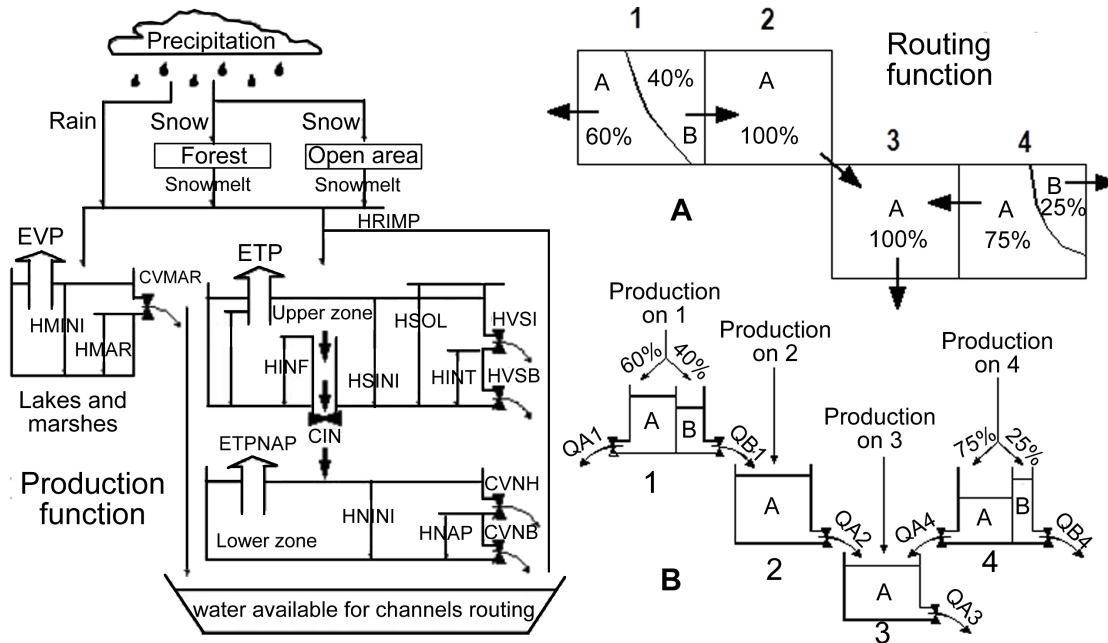 Precipitation
Rain
Snow
Snow
Forest
Open area
Snowmelt
Snowmelt
HRIMP
EVP
CVMAR
HMINI
HMAR
Lakes and
marshes
ETP
Upper zone
HSOL
HVSI
HINF
HSINI
HINT
HVSB
CIN
ETPNAP
CVNH
HNINI
HNAP
CVNB
Lower zone
Production
function
water available for channels routing
Routing
function
1
2
A
40%
A
60%
B
100%
3
4
A
A
100%
A
75%
B
25%
Production
on 1
60%
40%
A
B
QA1
QB1
1
Production
on 2
A
QA2
2
Production
on 3
A
QA3
3
Production
on 4
75%
25%
A
B
QA4
QB4
4
B